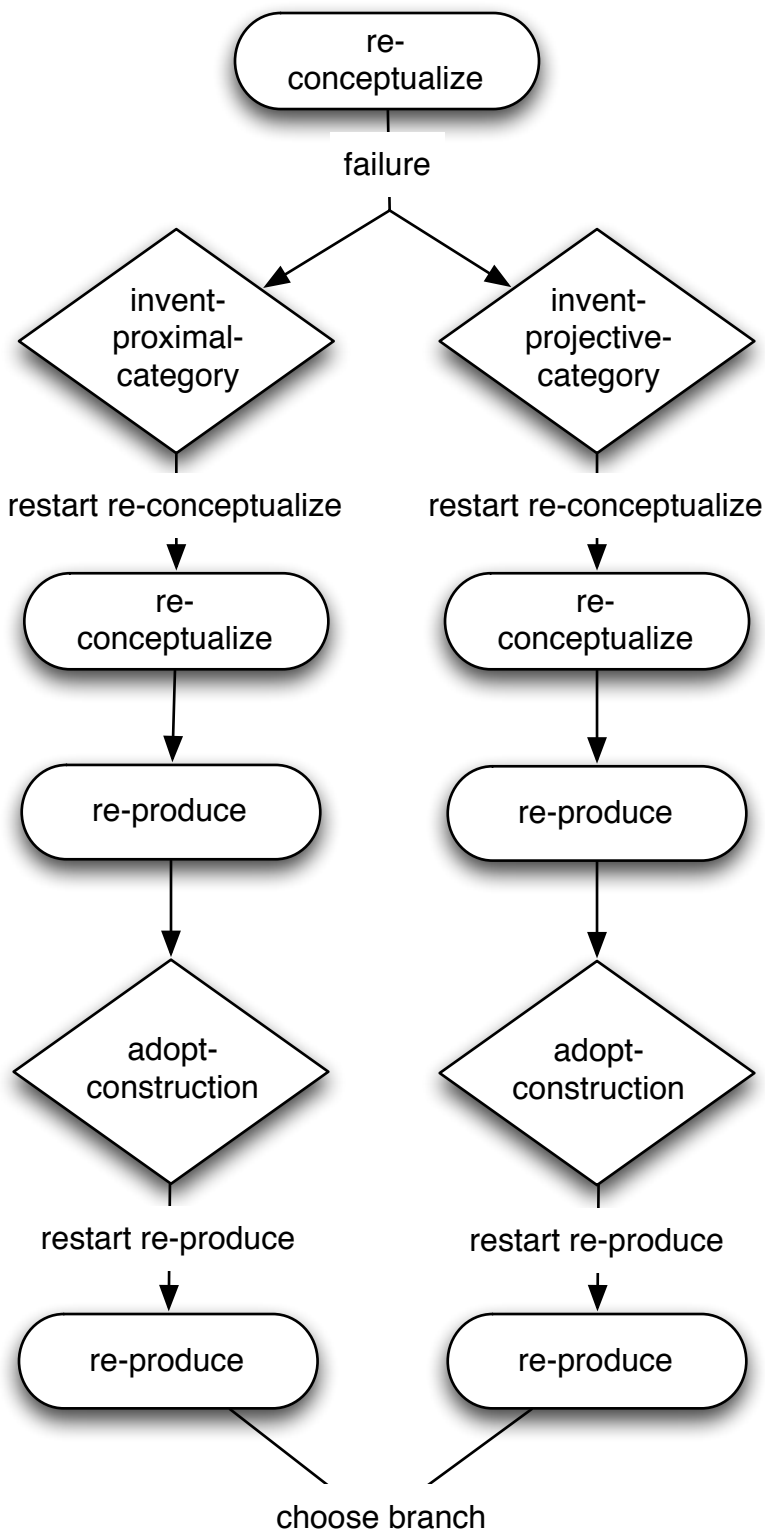 re-
conceptualize
failure
invent-
proximal-
category
invent-
projective-
category
restart re-conceptualize
restart re-conceptualize
re-
conceptualize
re-
conceptualize
re-produce
re-produce
adopt-
construction
adopt-
construction
restart re-produce
restart re-produce
re-produce
re-produce
choose branch